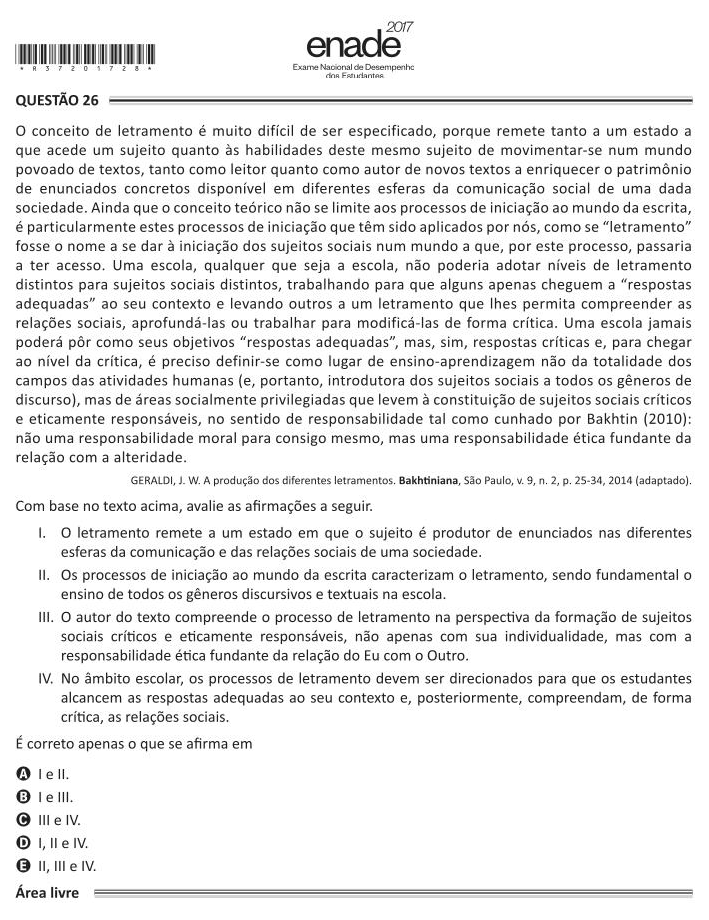 2017
enade
Exame Nacional de Desempenho
dos Estudantes
*R37201728*
QUESTÃO 26
O conceito de letramento é muito difícil de ser especificado, porque remete tanto a um estado a
que acede um sujeito quanto às habilidades deste mesmo sujeito de movimentar-se num mundo
povoado de textos, tanto como leitor quanto como autor de novos textos a enriquecer o patrimônio
de enunciados concretos disponível em diferentes esferas da comunicação social de uma dada
sociedade. Ainda que o conceito teórico não se limite aos processos de iniciação ao mundo da escrita,
é particularmente estes processos de iniciação que têm sido aplicados por nós, como se “letramento”
fosse o nome a se dar à iniciação dos sujeitos sociais num mundo a que, por este processo, passaria
a ter acesso. Uma escola, qualquer que seja a escola, não poderia adotar níveis de letramento
distintos para sujeitos sociais distintos, trabalhando para que alguns apenas cheguem a “respostas
adequadas” ao seu contexto e levando outros a um letramento que lhes permita compreender as
relações sociais, aprofundá-las ou trabalhar para modificá-las de forma crítica. Uma escola jamais
poderá pôr como seus objetivos “respostas adequadas”, mas, sim, respostas críticas e, para chegar
ao nível da crítica, é preciso definir-se como lugar de ensino-aprendizagem não da totalidade dos
campos das atividades humanas (e, portanto, introdutora dos sujeitos sociais a todos os gêneros de
discurso), mas de áreas socialmente privilegiadas que levem à constituição de sujeitos sociais críticos
e eticamente responsáveis, no sentido de responsabilidade tal como cunhado por Bakhtin (2010):
não uma responsabilidade moral para consigo mesmo, mas uma responsabilidade ética fundante da
relação com a alteridade.
GERALDI, J. W. A produção dos diferentes letramentos. Bakhtiniana, São Paulo, v. 9, n. 2, p. 25-34, 2014 (adaptado).
Com base no texto acima, avalie as afirmações a seguir.
I. O letramento remete a um estado em que o sujeito é produtor de enunciados nas diferentes
esferas da comunicação e das relações sociais de uma sociedade.
II. Os processos de iniciação ao mundo da escrita caracterizam o letramento, sendo fundamental o
ensino de todos os gêneros discursivos e textuais na escola.
III. O autor do texto compreende o processo de letramento na perspectiva da formação de sujeitos
sociais críticos e eticamente responsáveis, não apenas com sua individualidade, mas com a
responsabilidade ética fundante da relação do Eu com o Outro.
IV. No âmbito escolar, os processos de letramento devem ser direcionados para que os estudantes
alcancem as respostas adequadas ao seu contexto e, posteriormente, compreendam, de forma
crítica, as relações sociais.
É correto apenas o que se afirma em
A I e II.
B I e III.
C III e IV.
D I, II e IV.
E II, III e IV.
Área livre